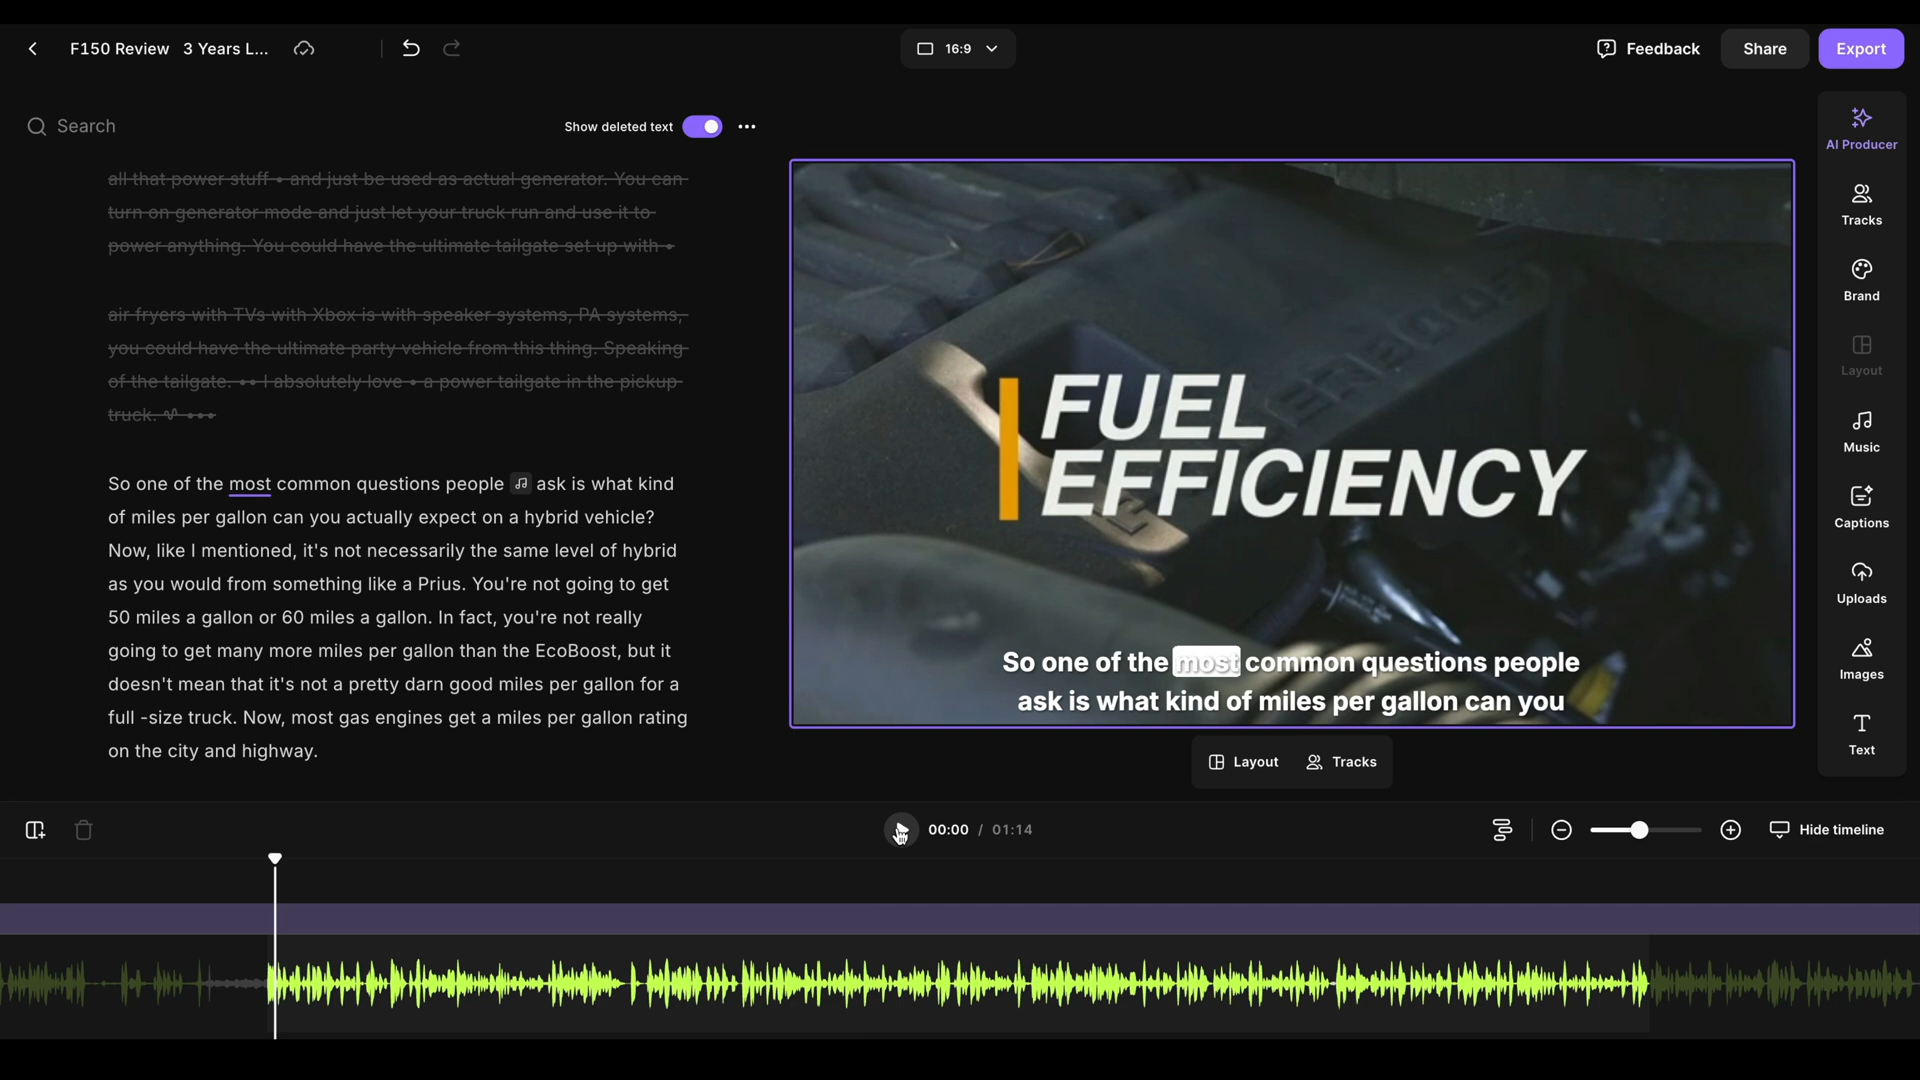 F150 Review 3 Years L...
16:9
Feedback
Share
Export
Search
Show deleted text
all that power stuff • and just be used as actual generator. You can
turn on generator mode and just let your truck run and use it to
power anything. You could have the ultimate tailgate set up with •
air fryers with TVs with Xbox is with speaker systems, PA systems,
you could have the ultimate party vehicle from this thing. Speaking
of the tailgate. •• I absolutely love • a power tailgate in the pickup
truck. •••
So one of the most common questions people ask is what kind
of miles per gallon can you actually expect on a hybrid vehicle?
Now, like I mentioned, it's not necessarily the same level of hybrid
as you would from something like a Prius. You're not going to get
50 miles a gallon or 60 miles a gallon. In fact, you're not really
going to get many more miles per gallon than the EcoBoost, but it
doesn't mean that it's not a pretty darn good miles per gallon for a
full -size truck. Now, most gas engines get a miles per gallon rating
on the city and highway.
FUEL
EFFICIENCY
So one of the most common questions people
ask is what kind of miles per gallon can you
Layout
Tracks
AI Producer
Tracks
Brand
Layout
Music
Captions
Uploads
Images
Text
00:00 / 01:14
Hide timeline